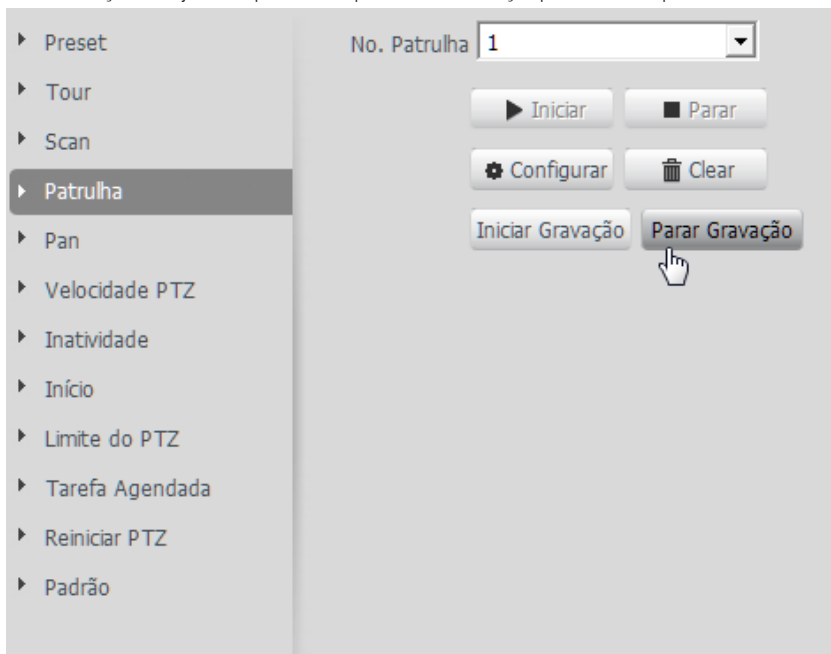 Preset
Tour
Scan
Patrulha
Pan
Velocidade PTZ
Inatividade
Início
Limite do PTZ
Tarefa Agendada
Reiniciar PTZ
Padrão
No. Patrulha 1
Iniciar Parar
Configurar Clear
Iniciar Gravação Parar Gravação